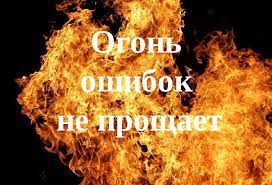 Огонь
ошибок
не прощает